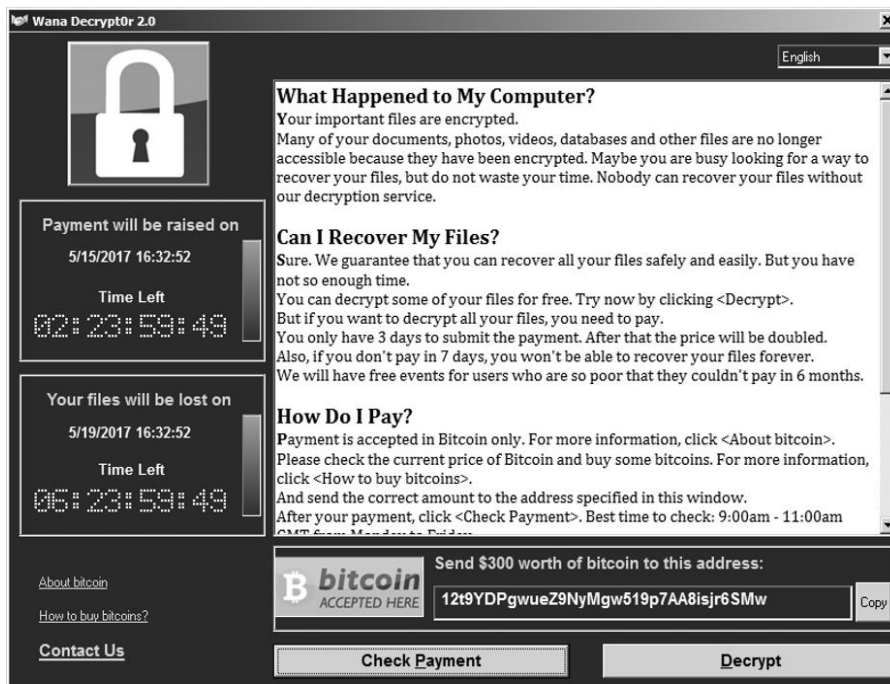 Wana Decrypt0r 2.0
English
What Happened to My Computer?
Your important files are encrypted.
Many of your documents, photos, videos, databases and other files are no longer
accessible because they have been encrypted. Maybe you are busy looking for a way to
recover your files, but do not waste your time. Nobody can recover your files without
our decryption service.
Can I Recover My Files?
Sure. We guarantee that you can recover all your files safely and easily. But you have
not so enough time.
You can decrypt some of your files for free. Try now by clicking <Decrypt>.
But if you want to decrypt all your files, you need to pay.
You only have 3 days to submit the payment. After that the price will be doubled.
Also, if you don't pay in 7 days, you won't be able to recover your files forever.
We will have free events for users who are so poor that they couldn't pay in 6 months.
How Do I Pay?
Payment is accepted in Bitcoin only. For more information, click <About bitcoin>.
Please check the current price of Bitcoin and buy some bitcoins. For more information,
click <How to buy bitcoins>.
And send the correct amount to the address specified in this window.
After your payment, click <Check Payment>. Best time to check: 9:00am - 11:00am
GMT from Monday to Friday.
Payment will be raised on
5/15/2017 16:32:52
Time Left
02:23:59:49
Your files will be lost on
5/19/2017 16:32:52
Time Left
06:23:59:49
About bitcoin
How to buy bitcoins?
Contact Us
bitcoin
ACCEPTED HERE
Send $300 worth of bitcoin to this address:
12t9YDPgwueZ9NyMgw519p7AA8isjr6SMw
Copy
Check Payment
Decrypt